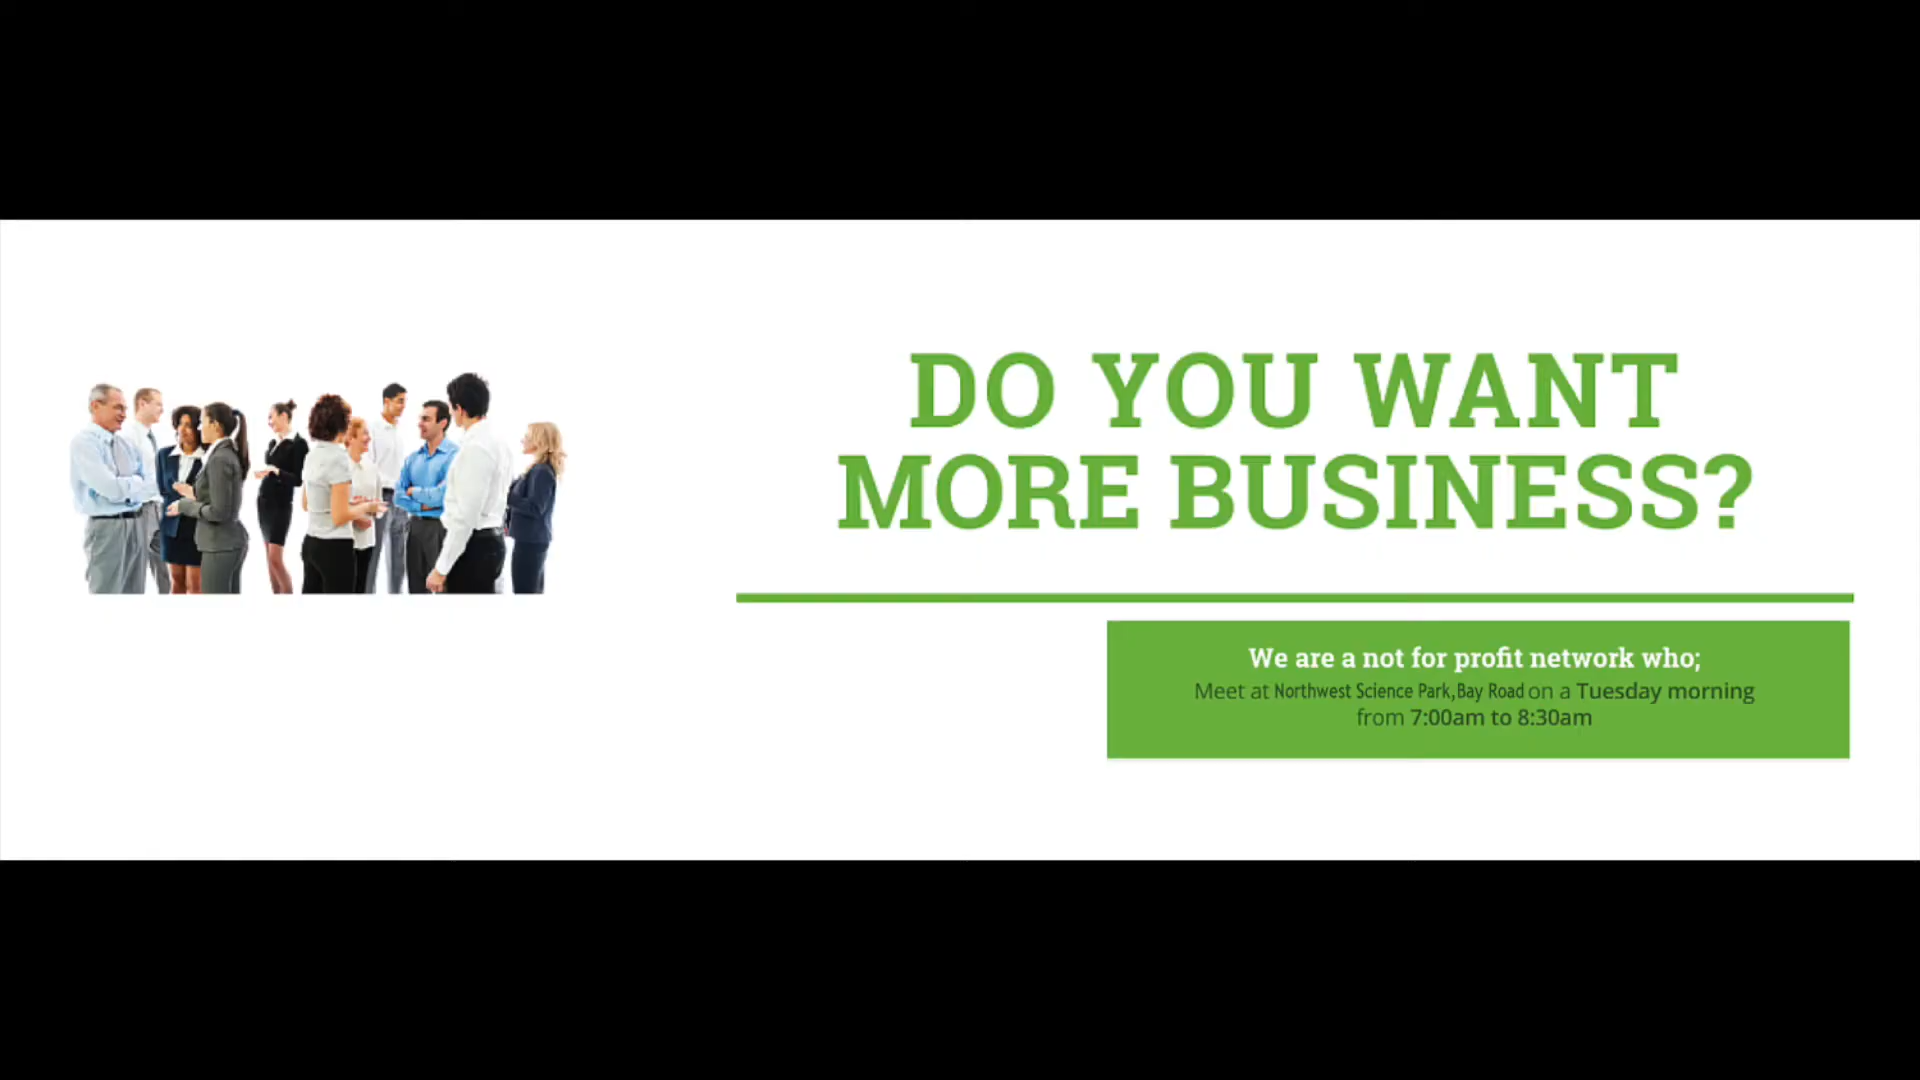 DO YOU WANT
MORE BUSINESS?
We are a not for profit network who;
Meet at Northwest Science Park,Bay Road on a Tuesday morning
from 7:00am to 8:30am